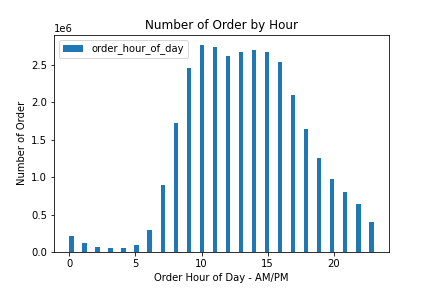 Number of Order by Hour
1e6
order_hour_of_day
2.5
2.0
1.5
1.0
0.5
0.0
Number of Order
0 5 10 15 20
Order Hour of Day - AM/PM